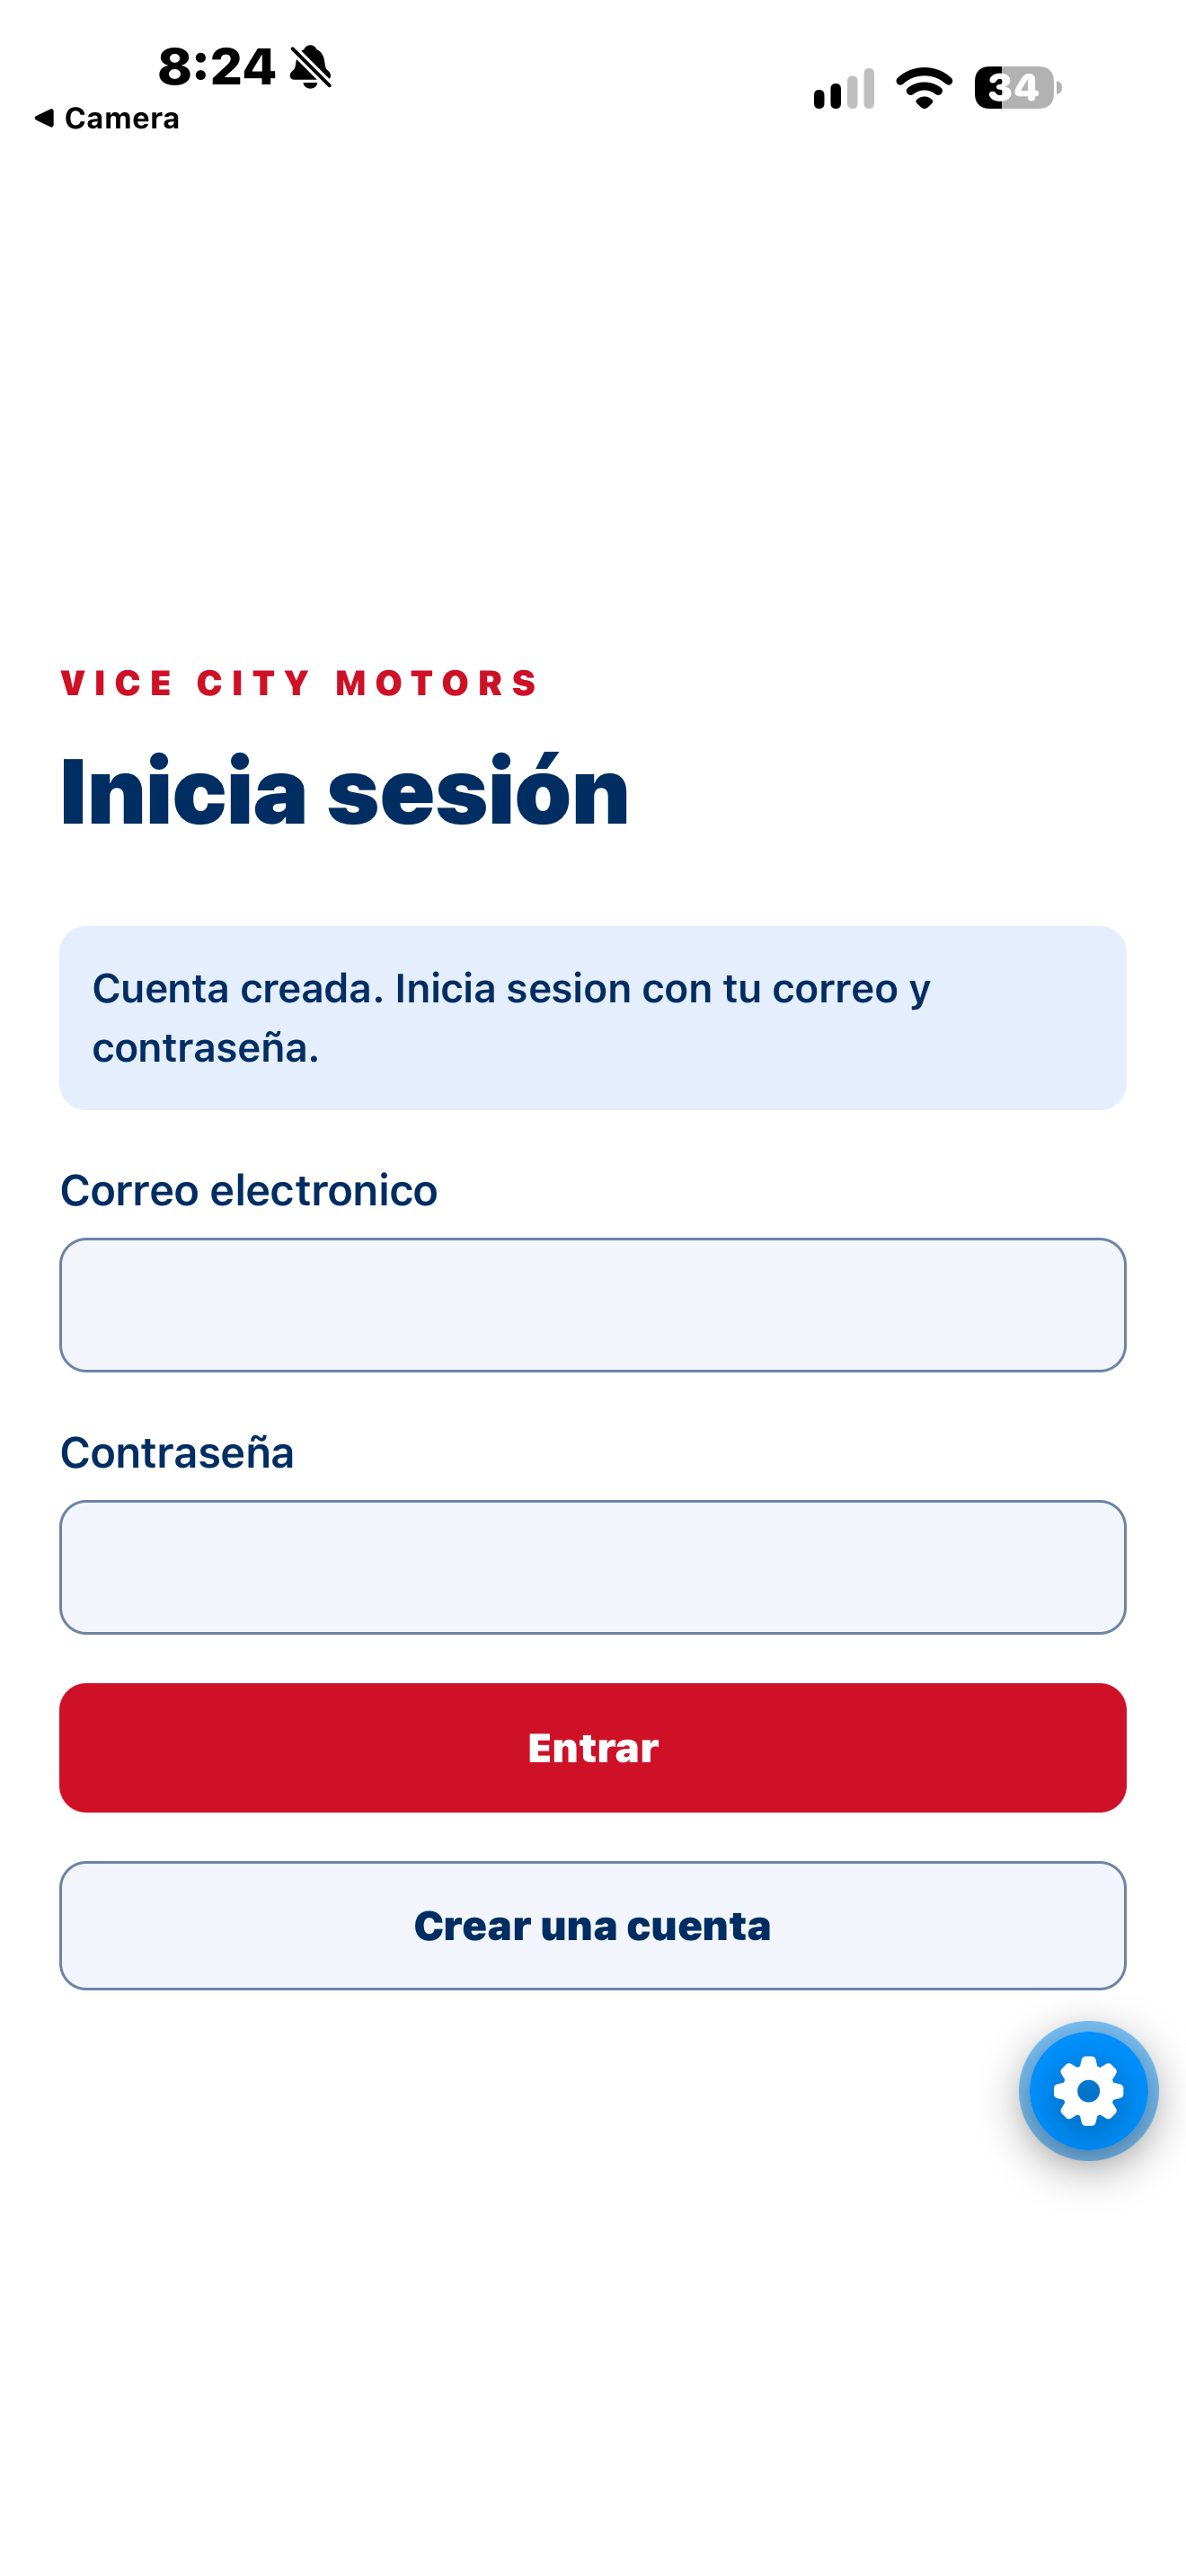 8:24
◀ Camera
34
VICE CITY MOTORS
Inicia sesión
Cuenta creada. Inicia sesion con tu correo y
contraseña.
Correo electronico
Contraseña
Entrar
Crear una cuenta